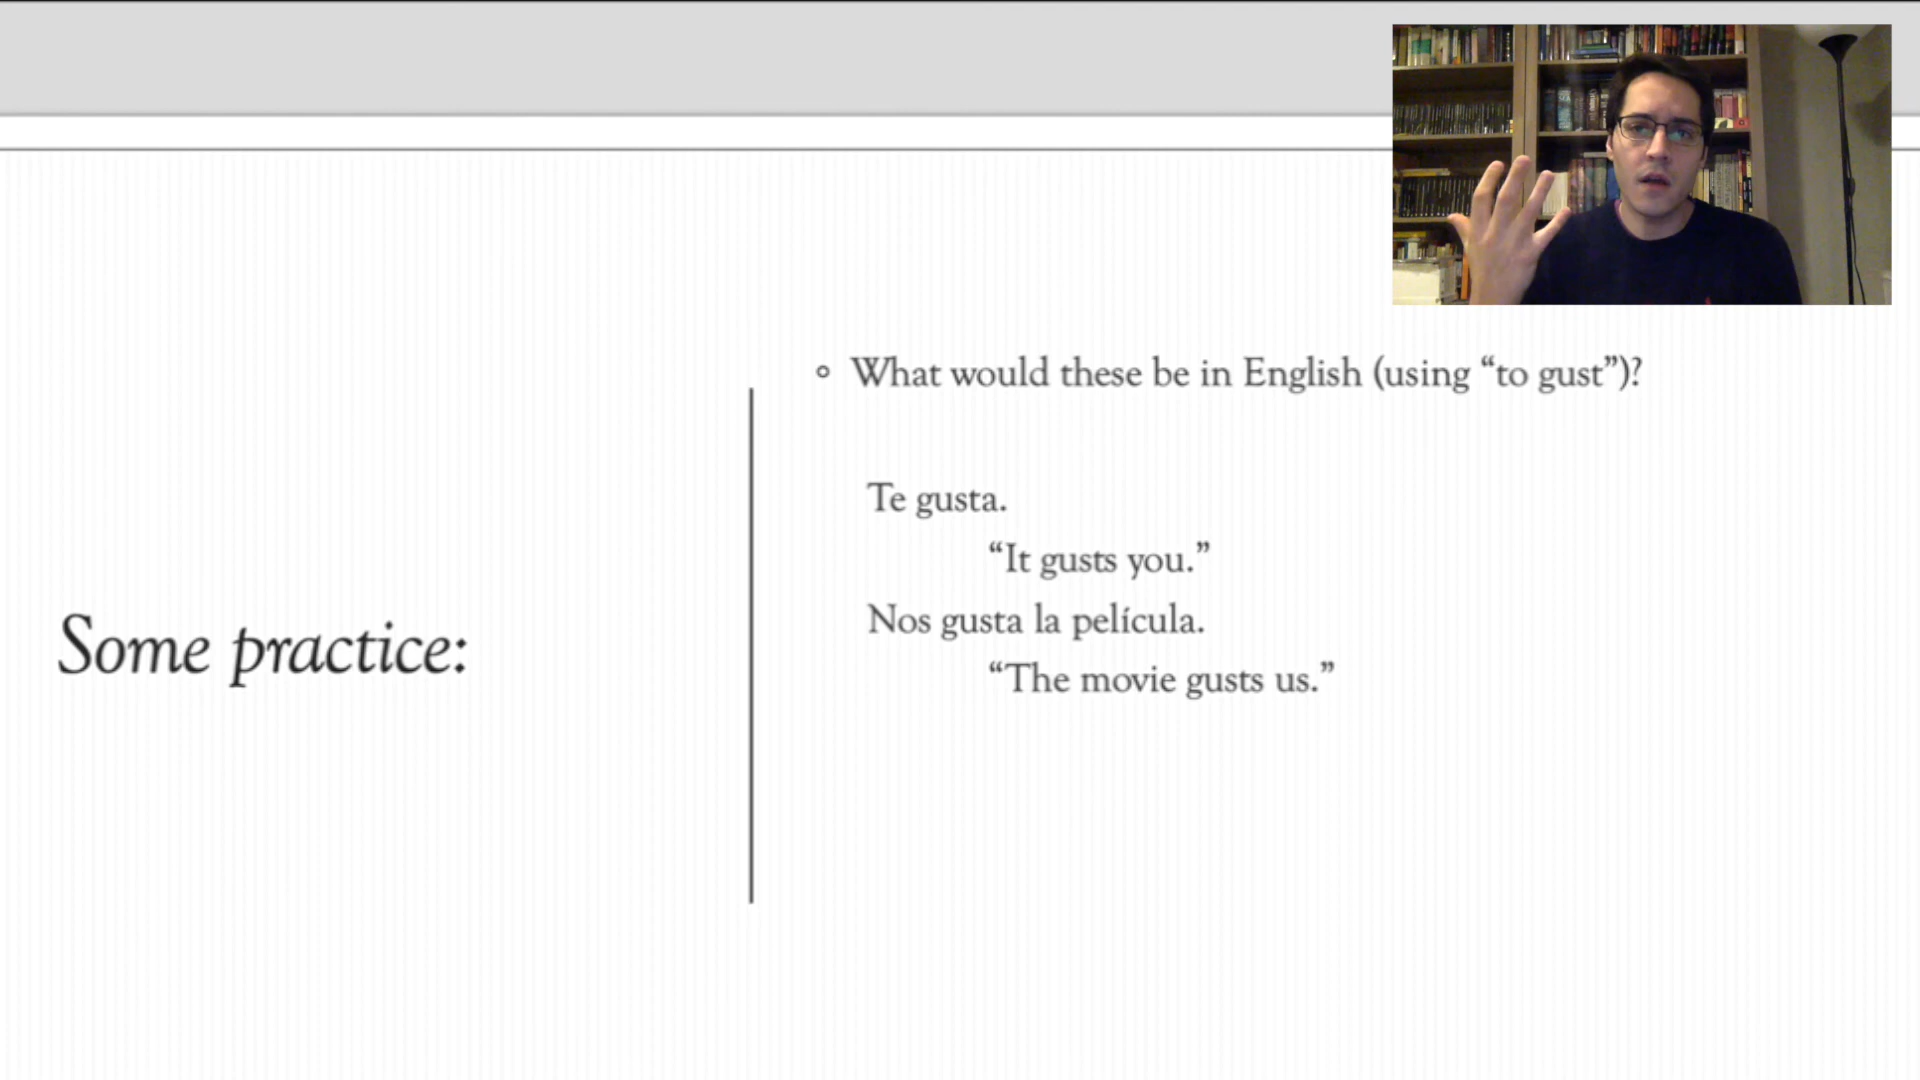 Some practice:
What would these be in English (using “to gust”)?
Te gusta.
“It gusts you.”
Nos gusta la película.
“The movie gusts us.”